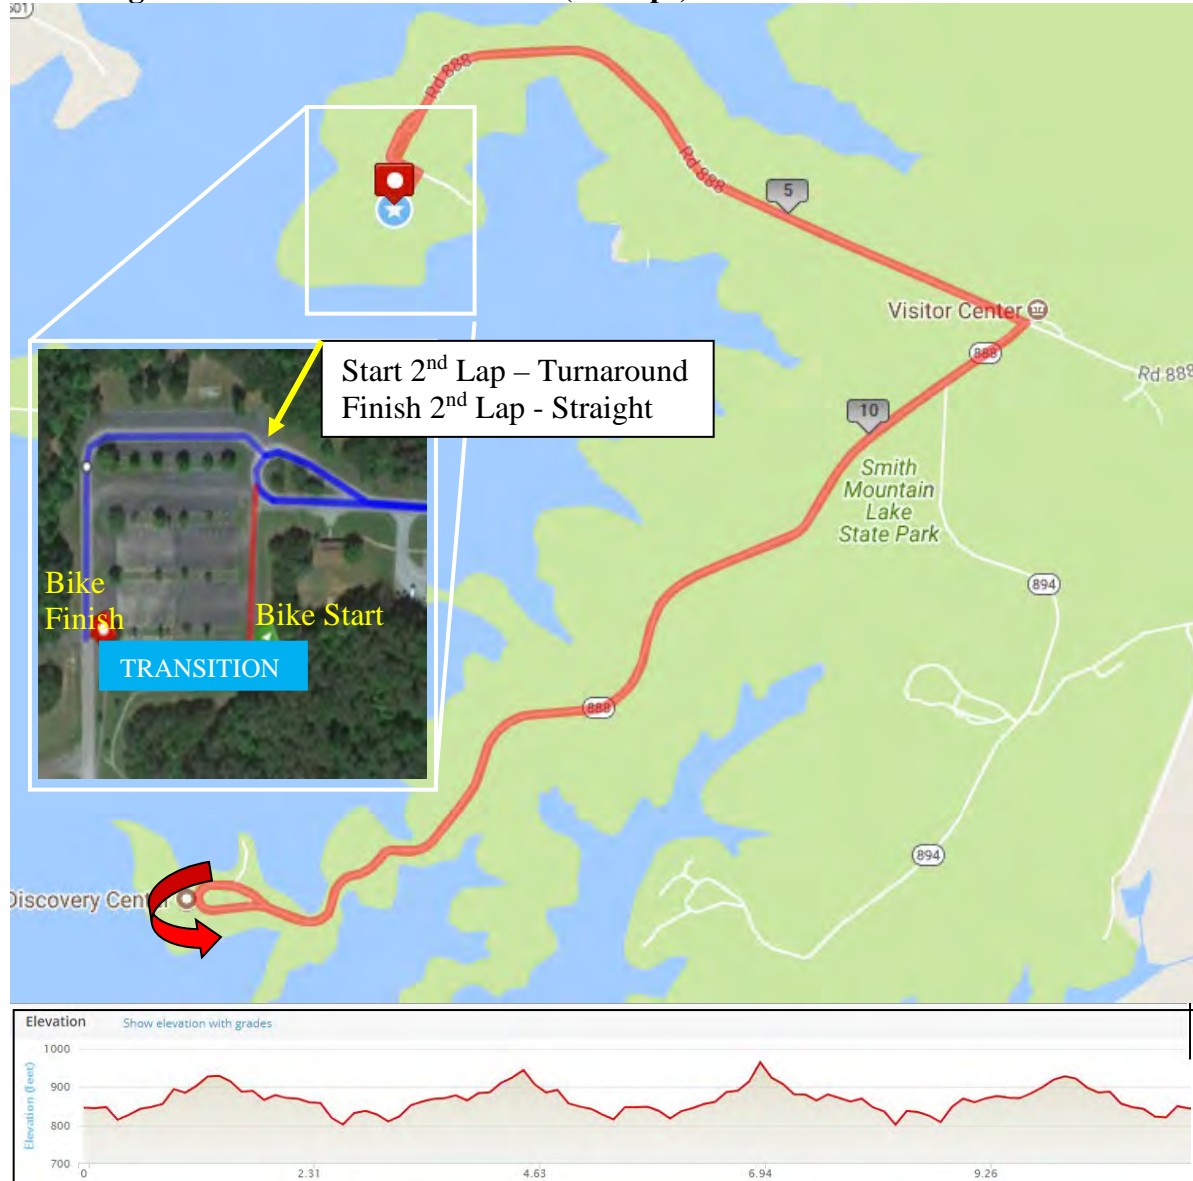 601
Rd 888
Rd 888
5
Visitor Center
888
Rd 888
Start 2nd Lap – Turnaround
Finish 2nd Lap - Straight
10
Smith
Mountain
Lake
State Park
Bike
Finish
Bike Start
TRANSITION
894
888
894
Discovery Center
Elevation
Show elevation with grades
Elevation (feet)
1000
900
800
700
0
2.31
4.63
6.94
9.26